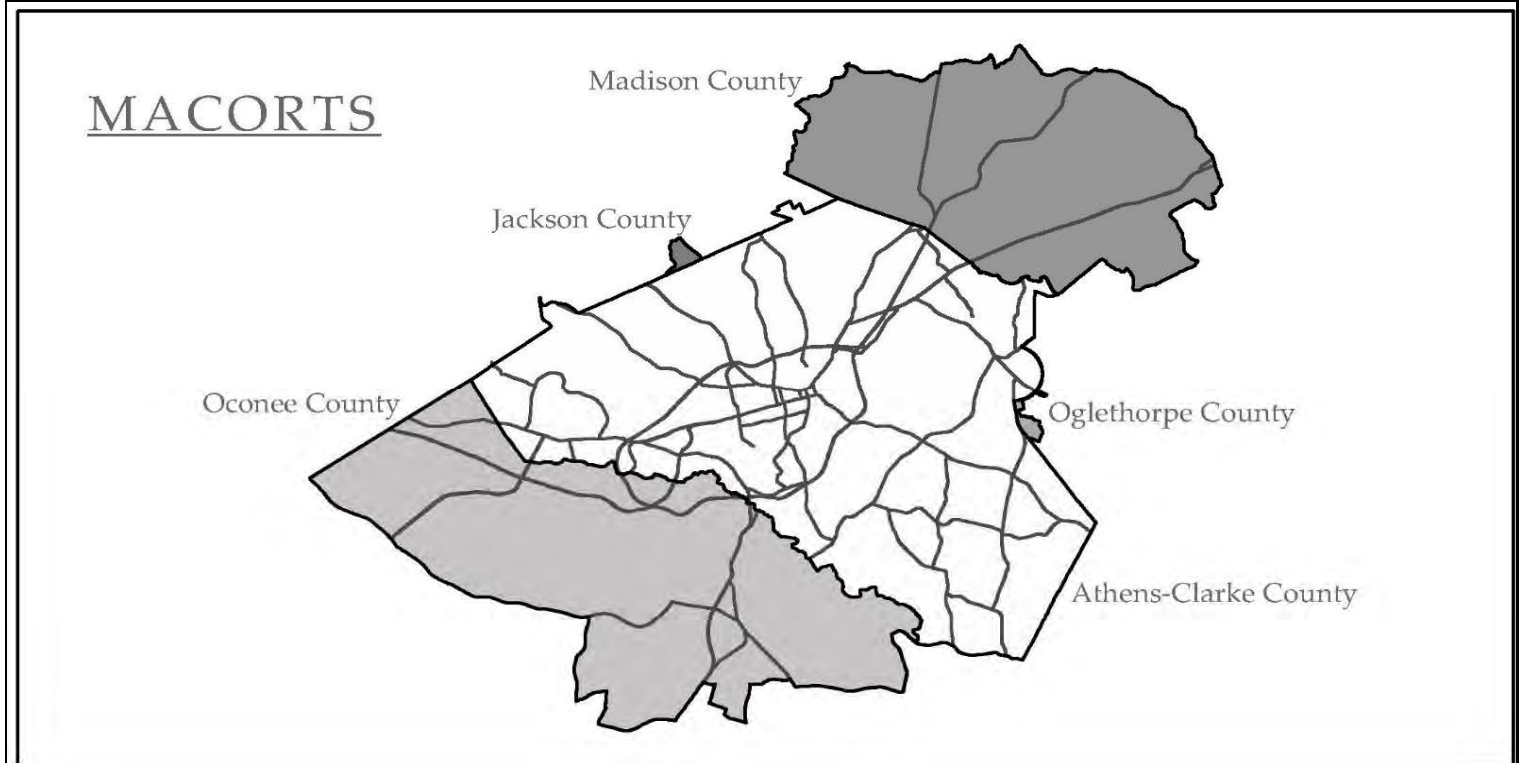 MACORTS
Madison County
Jackson County
Oconee County
Oglethorpe County
Athens-Clarke County